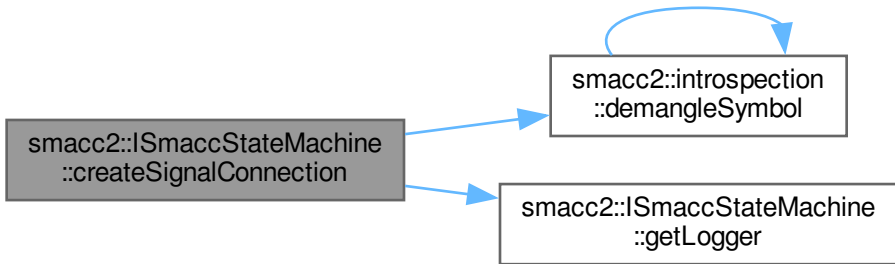 smacc2::ISmaccStateMachine
::createSignalConnection
smacc2::introspection
::demangleSymbol
smacc2::ISmaccStateMachine
::getLogger